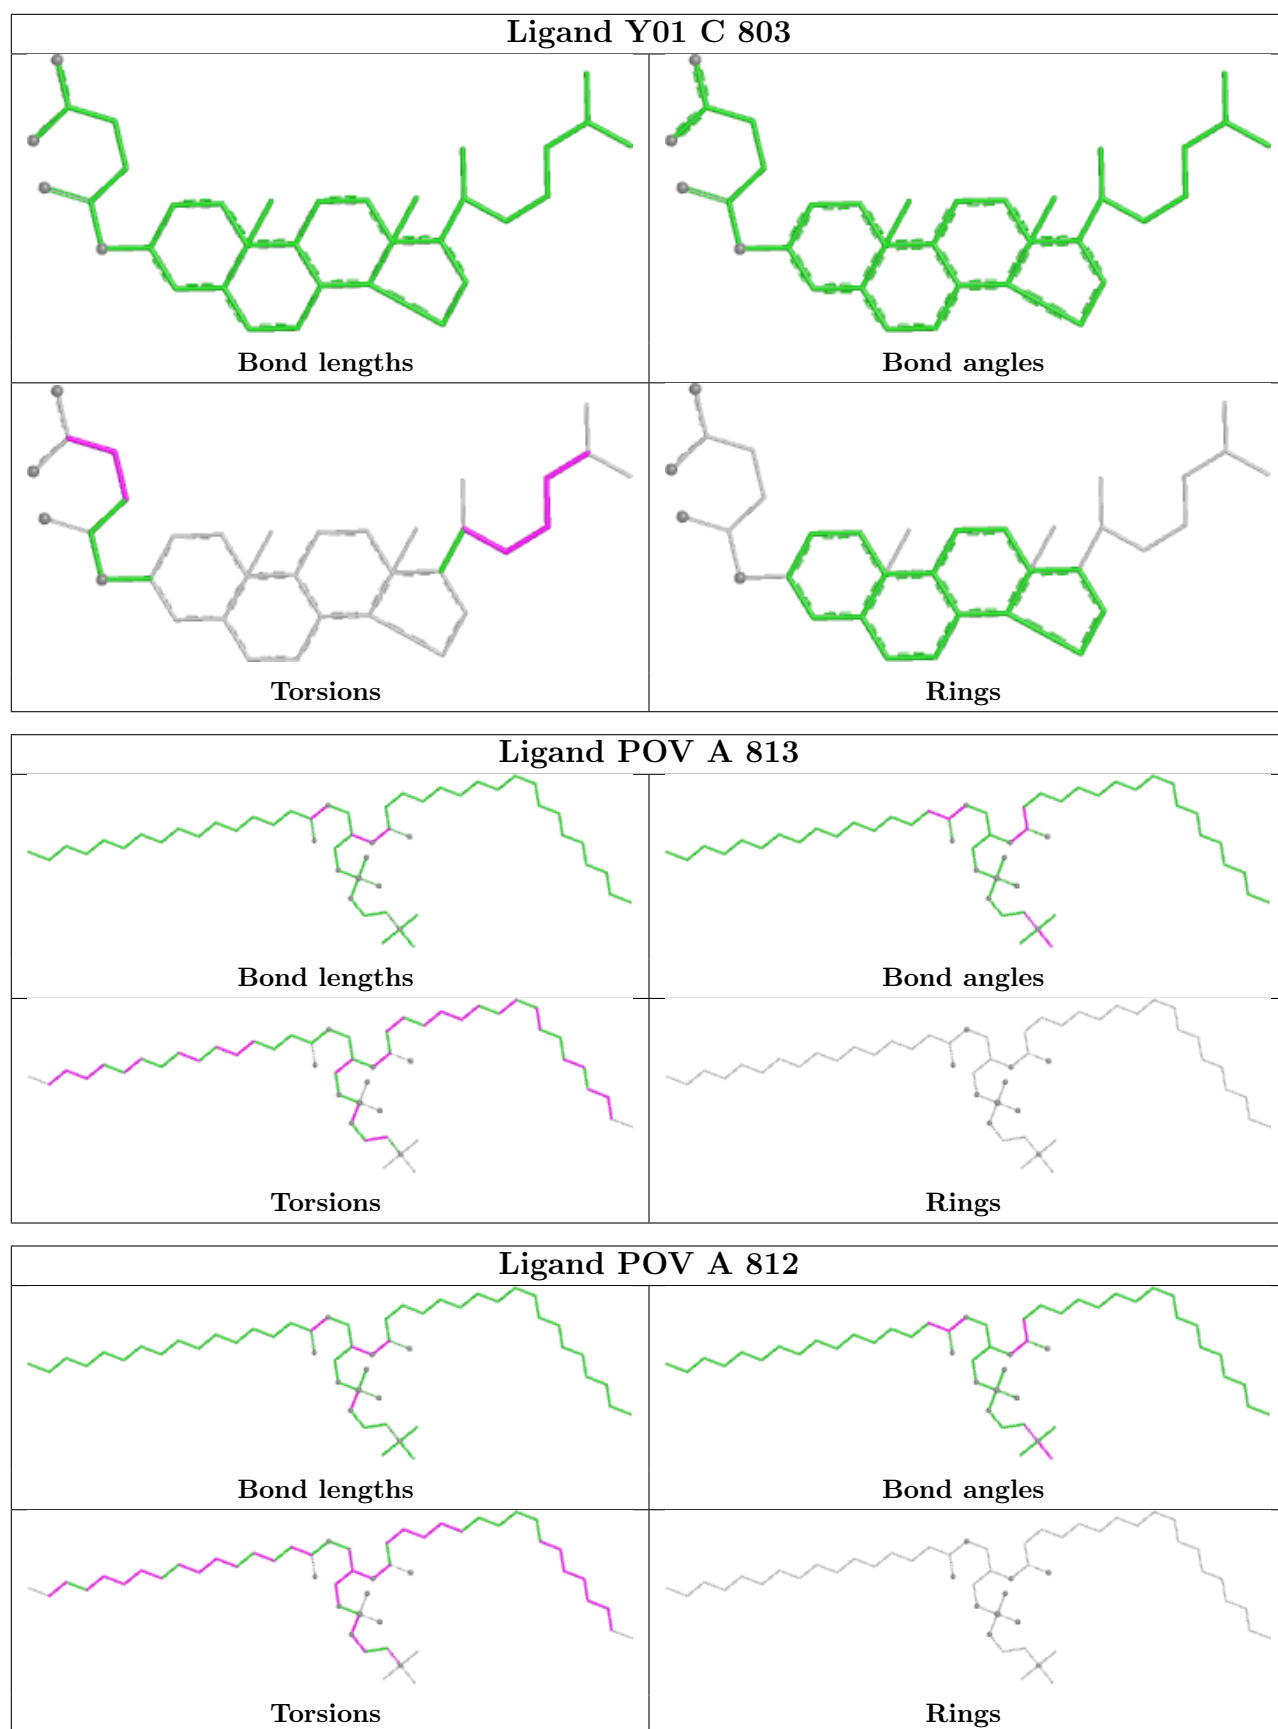 Ligand Y01 C 803
Bond lengths
Bond angles
Torsions
Rings
Ligand POV A 813
Bond lengths
Bond angles
Torsions
Rings
Ligand POV A 812
Bond lengths
Bond angles
Torsions
Rings